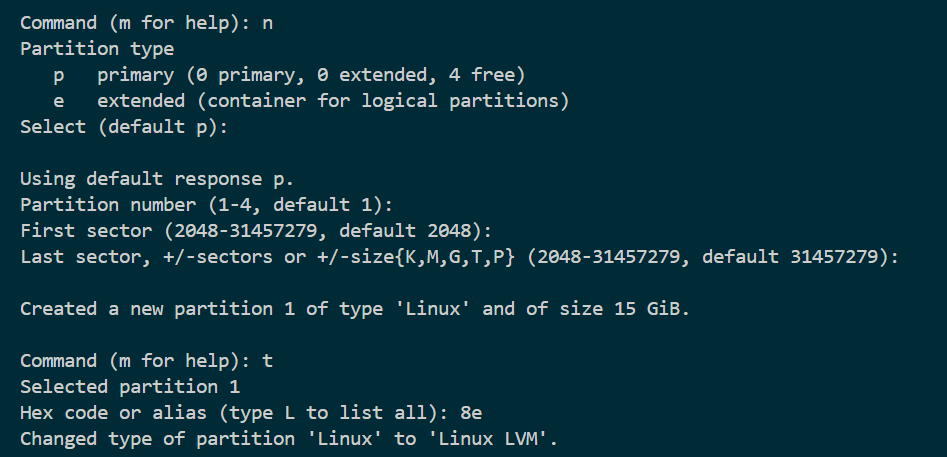 Command (m for help): n
Partition type
   p   primary (0 primary, 0 extended, 4 free)
   e   extended (container for logical partitions)
Select (default p):

Using default response p.
Partition number (1-4, default 1):
First sector (2048-31457279, default 2048):
Last sector, +/-sectors or +/-size{K,M,G,T,P} (2048-31457279, default 31457279):

Created a new partition 1 of type 'Linux' and of size 15 GiB.

Command (m for help): t
Selected partition 1
Hex code or alias (type L to list all): 8e
Changed type of partition 'Linux' to 'Linux LVM'.